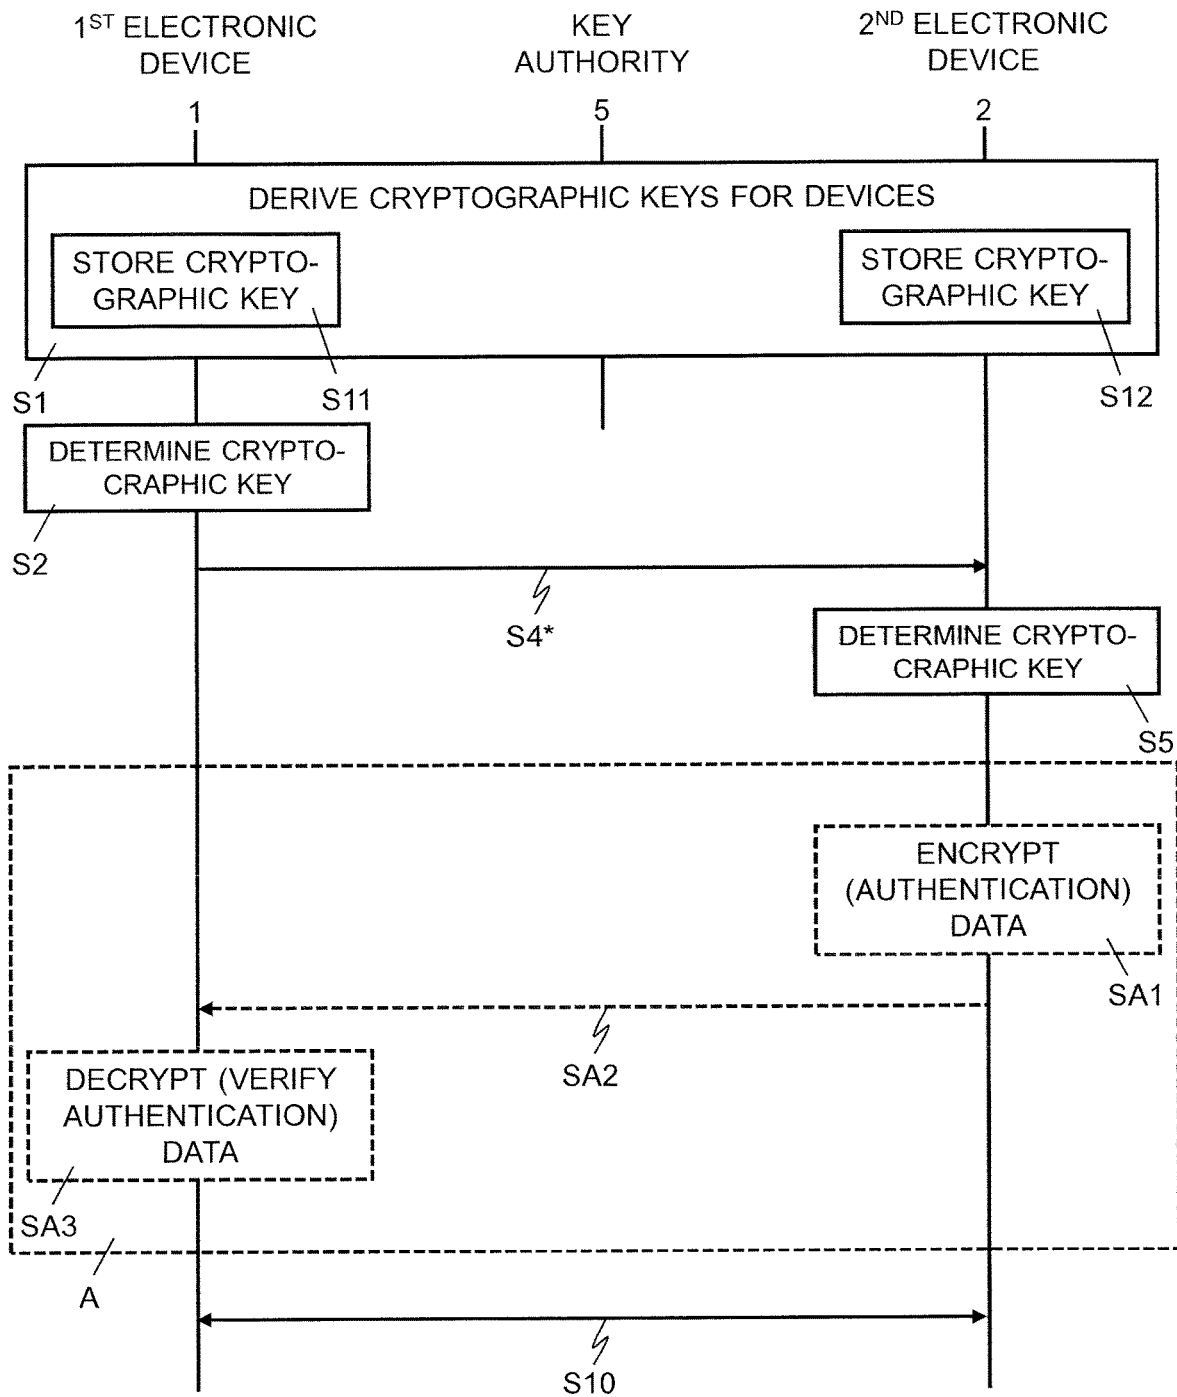 1ST ELECTRONIC
DEVICE
1
KEY
AUTHORITY
5
2ND ELECTRONIC
DEVICE
2
DERIVE CRYPTOGRAPHIC KEYS FOR DEVICES
STORE CRYPTO-
GRAPHIC KEY
STORE CRYPTO-
GRAPHIC KEY
S1
S11
S12
DETERMINE CRYPTO-
CRAPHIC KEY
S2
S4*
DETERMINE CRYPTO-
CRAPHIC KEY
S5
ENCRYPT
(AUTHENTICATION)
DATA
SA1
SA2
DECRYPT (VERIFY
AUTHENTICATION)
DATA
SA3
A
S10